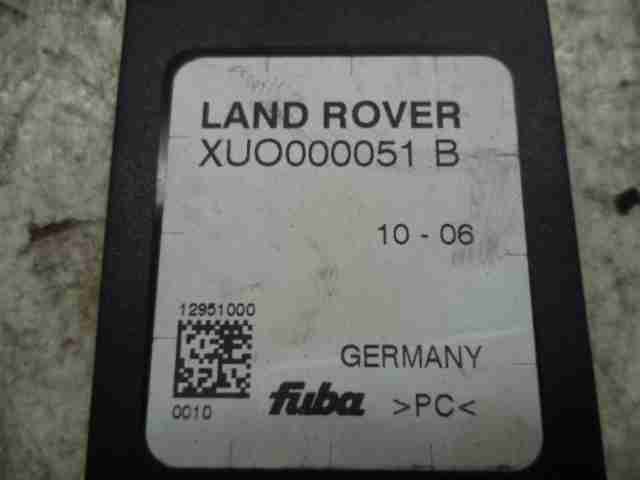 LAND ROVER
XUO000051 B
10 - 06
12951000
0010
GERMANY
fuba >PC<